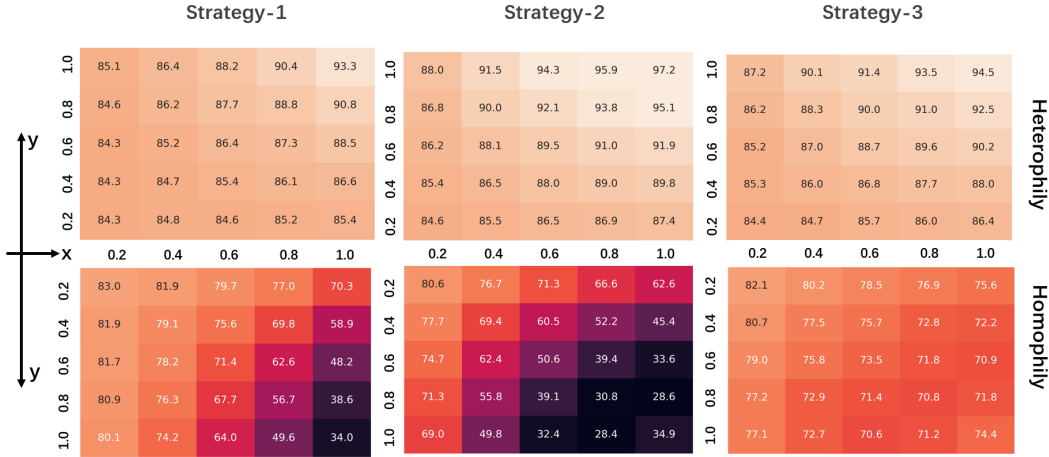 Strategy-1 Strategy-2 Strategy-3
1.0 85.1 86.4 88.2 90.4 93.3 1.0 88.0 91.5 94.3 95.9 97.2 1.0 87.2 90.1 91.4 93.5 94.5
0.8 84.6 86.2 87.7 88.8 90.8 0.8 86.8 90.0 92.1 93.8 95.1 0.8 86.2 88.3 90.0 91.0 92.5
y 0.6 84.3 85.2 86.4 87.3 88.5 0.6 86.2 88.1 89.5 91.0 91.9 0.6 85.2 87.0 88.7 89.6 90.2
0.4 84.3 84.7 85.4 86.1 86.6 0.4 85.4 86.5 88.0 89.0 89.8 0.4 85.3 86.0 86.8 87.7 88.0
0.2 84.3 84.8 84.6 85.2 85.4 0.2 84.6 85.5 86.5 86.9 87.4 0.2 84.4 84.7 85.7 86.0 86.4
Heterophily
x 0.2 0.4 0.6 0.8 1.0 0.2 0.4 0.6 0.8 1.0 0.2 0.4 0.6 0.8 1.0
0.2 83.0 81.9 79.7 77.0 70.3 0.2 80.6 76.7 71.3 66.6 62.6 0.2 82.1 80.2 78.5 76.9 75.6
0.4 81.9 79.1 75.6 69.8 58.9 0.4 77.7 69.4 60.5 52.2 45.4 0.4 80.7 77.5 75.7 72.8 72.2
y 0.6 81.7 78.2 71.4 62.6 48.2 0.6 74.7 62.4 50.6 39.4 33.6 0.6 79.0 75.8 73.5 71.8 70.9
0.8 80.9 76.3 67.7 56.7 38.6 0.8 71.3 55.8 39.1 30.8 28.6 0.8 77.2 72.9 71.4 70.8 71.8
1.0 80.1 74.2 64.0 49.6 34.0 1.0 69.0 49.8 32.4 28.4 34.9 1.0 77.1 72.7 70.6 71.2 74.4
Homophily